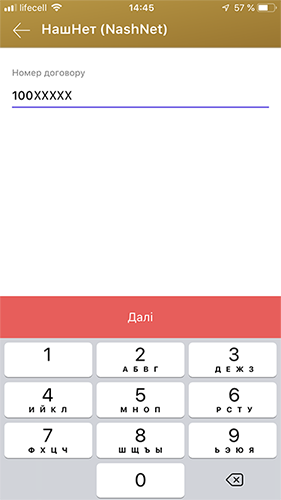 lifecell 14:45 57 %
НашНет (NashNet)
Номер договору
100XXXXX
Далі
1 2 3
АБВГ ДЕЖЗ
4 5 6
ИЙКЛ МНОП РСТУ
7 8 9
ФХЦЧ ШЩЪЫ ЬЭЮЯ
0